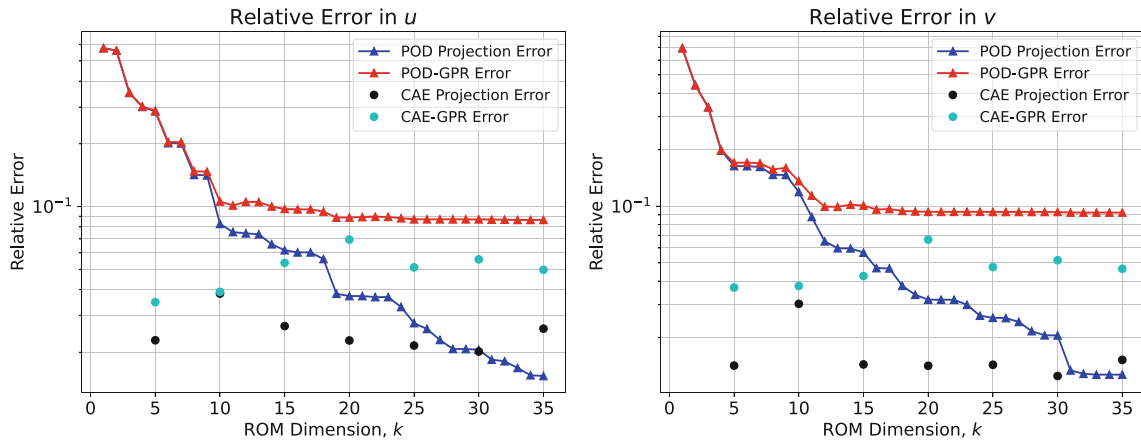 Relative Error in u
POD Projection Error
POD-GPR Error
CAE Projection Error
CAE-GPR Error
Relative Error
10⁻¹
0 5 10 15 20 25 30 35
ROM Dimension, k
Relative Error in v
POD Projection Error
POD-GPR Error
CAE Projection Error
CAE-GPR Error
Relative Error
10⁻¹
0 5 10 15 20 25 30 35
ROM Dimension, k